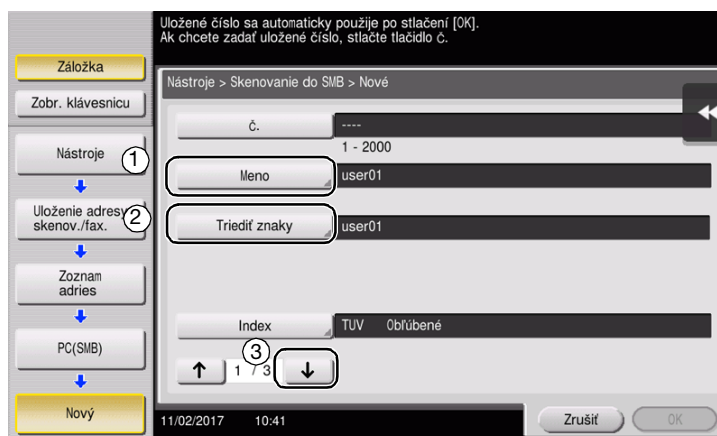 Uložené číslo sa automaticky použije po stlačení [OK].
Ak chcete zadať uložené číslo, stlačte tlačidlo č.
Záložka
Zobr. klávesnicu
Nástroje
1
Uloženie adresy
skenov./fax.
2
Zoznam
adries
PC(SMB)
Nový
Nástroje > Skenovanie do SMB > Nové
č.
----
1 - 2000
Meno
user01
Triediť znaky
user01
Index
TUV Obľúbené
3
1 / 3
11/02/2017 10:41
Zrušiť
OK